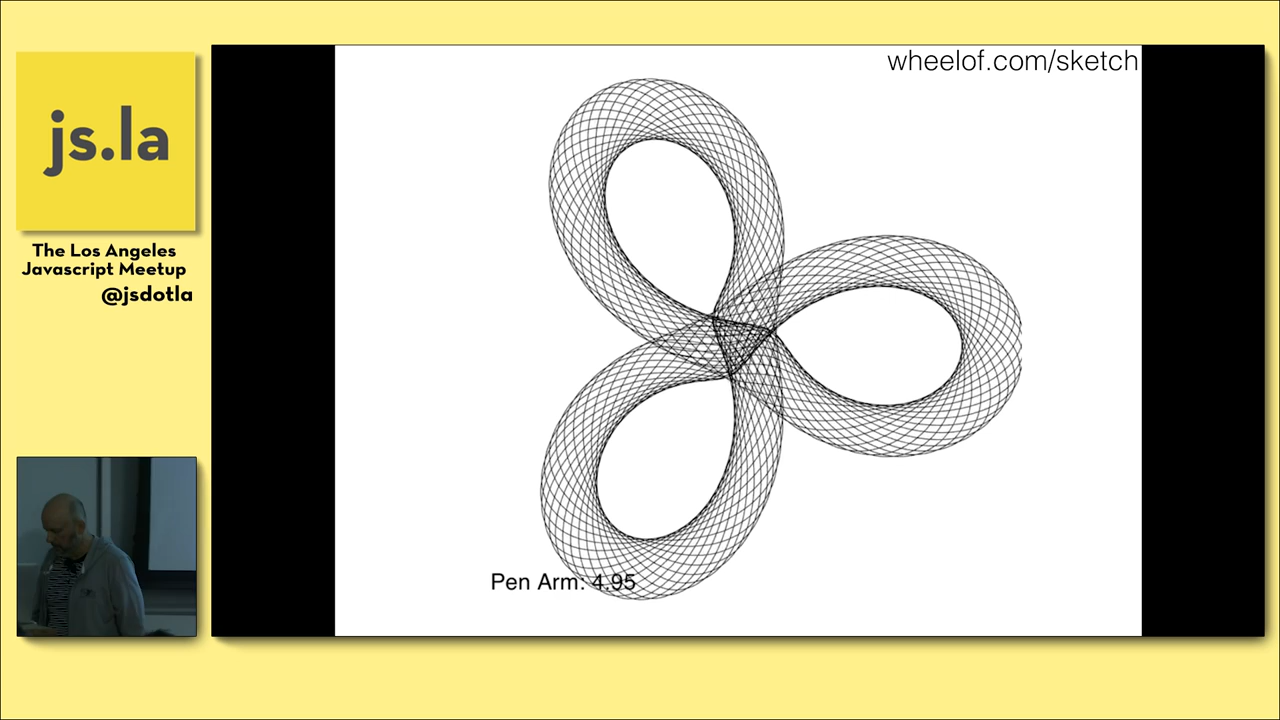 js.la
The Los Angeles
Javascript Meetup
@jsdotla
wheelof.com/sketch
Pen Arm: 4.95